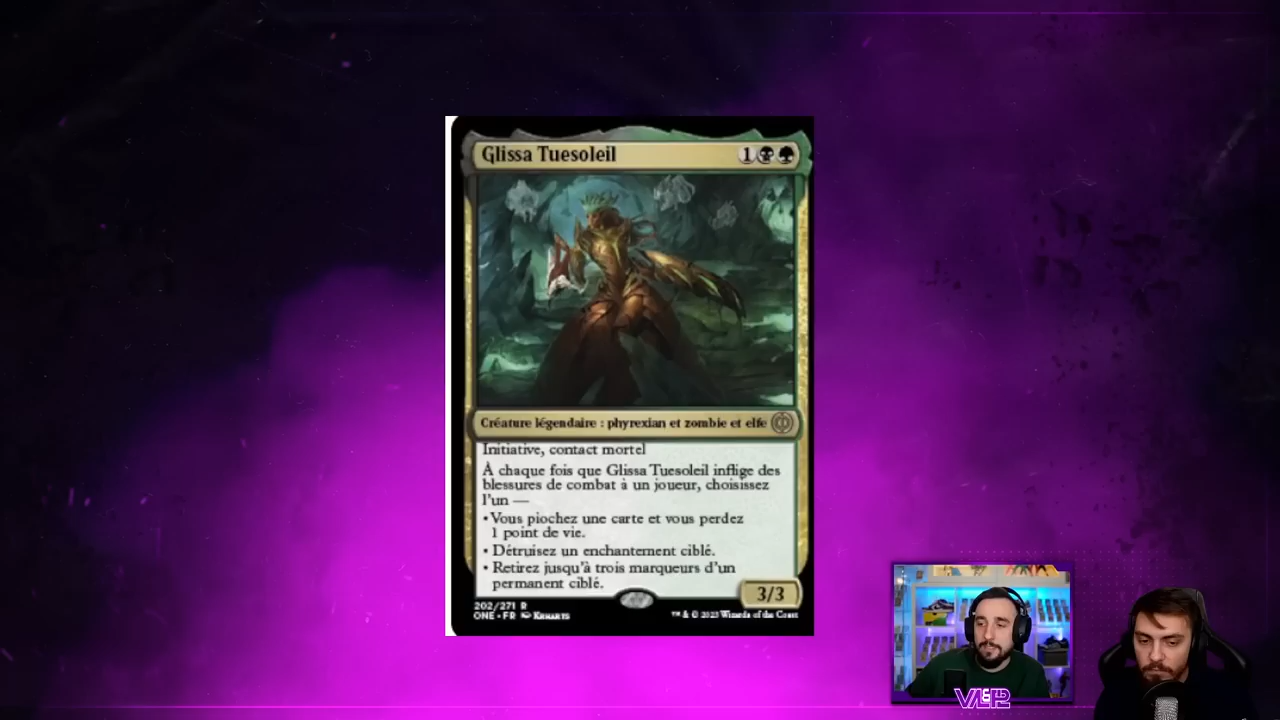 Glissa Tuesoleil 1
Créature légendaire : phyrexian et zombie et elfe
Initiative, contact mortel
À chaque fois que Glissa Tuesoleil inflige des
blessures de combat à un joueur, choisissez
l'un —
• Vous piochez une carte et vous perdez
1 point de vie.
• Détruisez un enchantement ciblé.
• Retirez jusqu'à trois marqueurs d'un
permanent ciblé.
3/3
202/271 R
ONE • FR
™ & © 2023 Wizards of the Coast